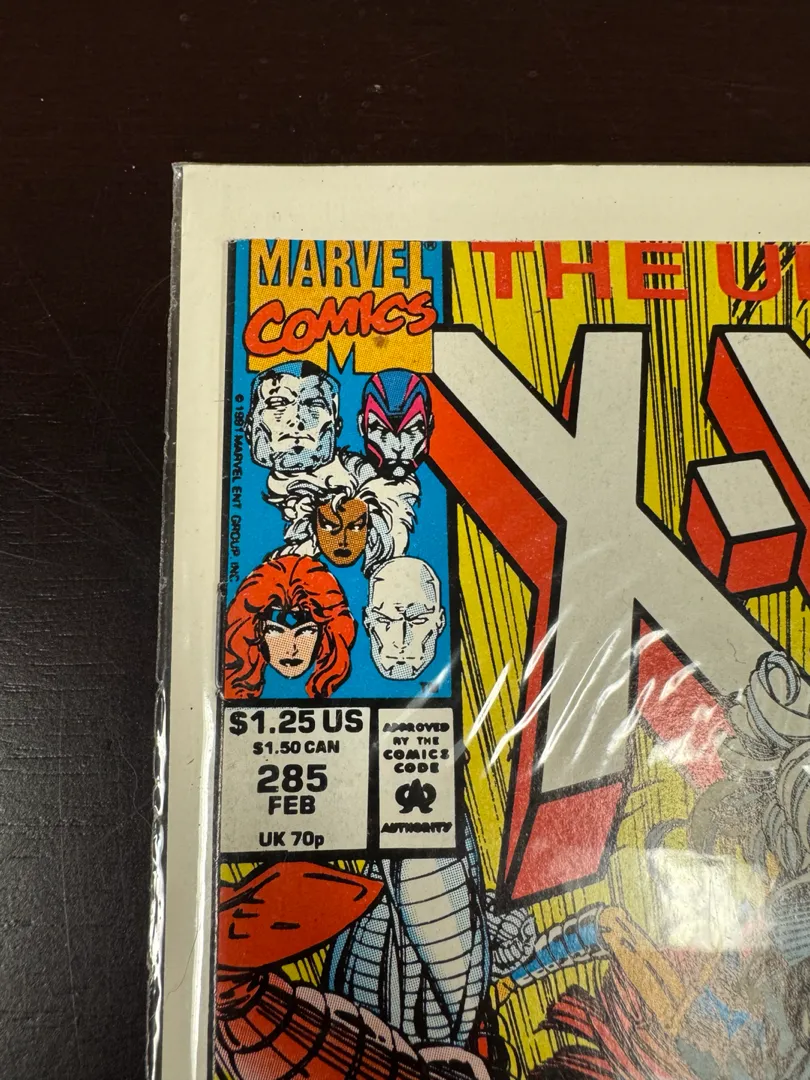 MARVEL®
COMICS
THE U
X-
© 1991 MARVEL ENT GROUP INC.
$1.25 US
$1.50 CAN
285
FEB
UK 70p
APPROVED
BY THE
COMICS
CODE
AUTHORITY